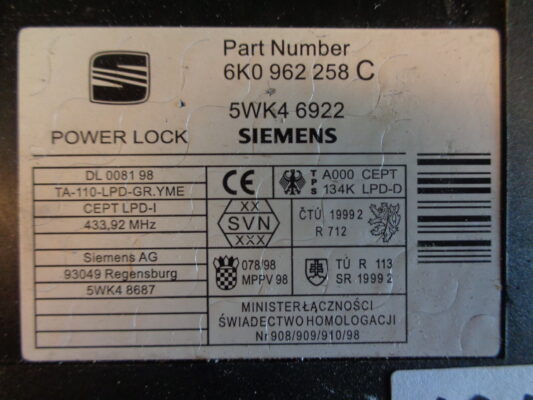 Part Number
6K0 962 258 C
5WK4 6922
POWER LOCK SIEMENS
DL 0081 98
TA-110-LPD-GR.YME
CEPT LPD-I
433,92 MHz
Siemens AG
93049 Regensburg
5WK4 8687
CE
TPS
A000 CEPT
134K LPD-D
XX
SVN
XXX
ČTÚ 1999 2
R 712
078/98
MPPV 98
TÚ R 113
SR 1999 2
MINISTER ŁĄCZNOŚCI
ŚWIADECTWO HOMOLOGACJI
Nr 908/909/910/98